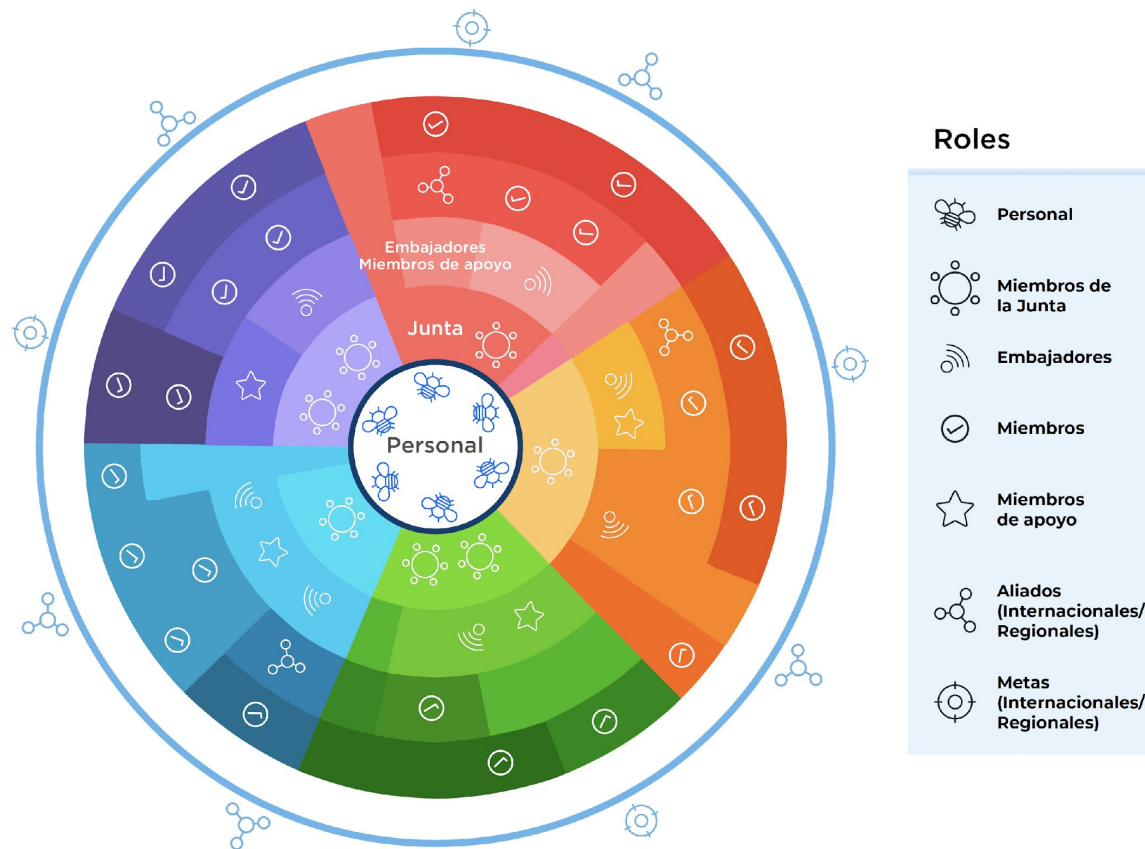 Embajadores
Miembros de apoyo
Junta
Personal
Roles
Personal
Miembros de
la Junta
Embajadores
Miembros
Miembros
de apoyo
Aliados
(Internacionales/
Regionales)
Metas
(Internacionales/
Regionales)